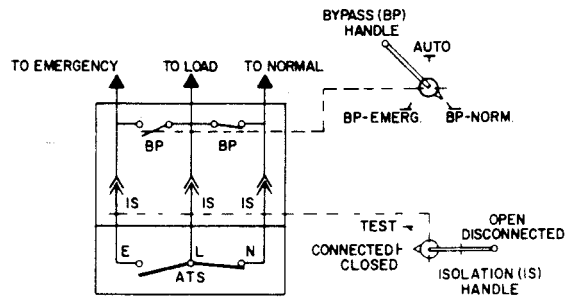 BYPASS (BP)
HANDLE
AUTO
TO EMERGENCY
TO LOAD
TO NORMAL
BP-EMERG.
BP-NORM.
BP
BP
IS
IS
IS
TEST
OPEN
DISCONNECTED
E
L
N
CONNECTED
CLOSED
ATS
ISOLATION (IS)
HANDLE